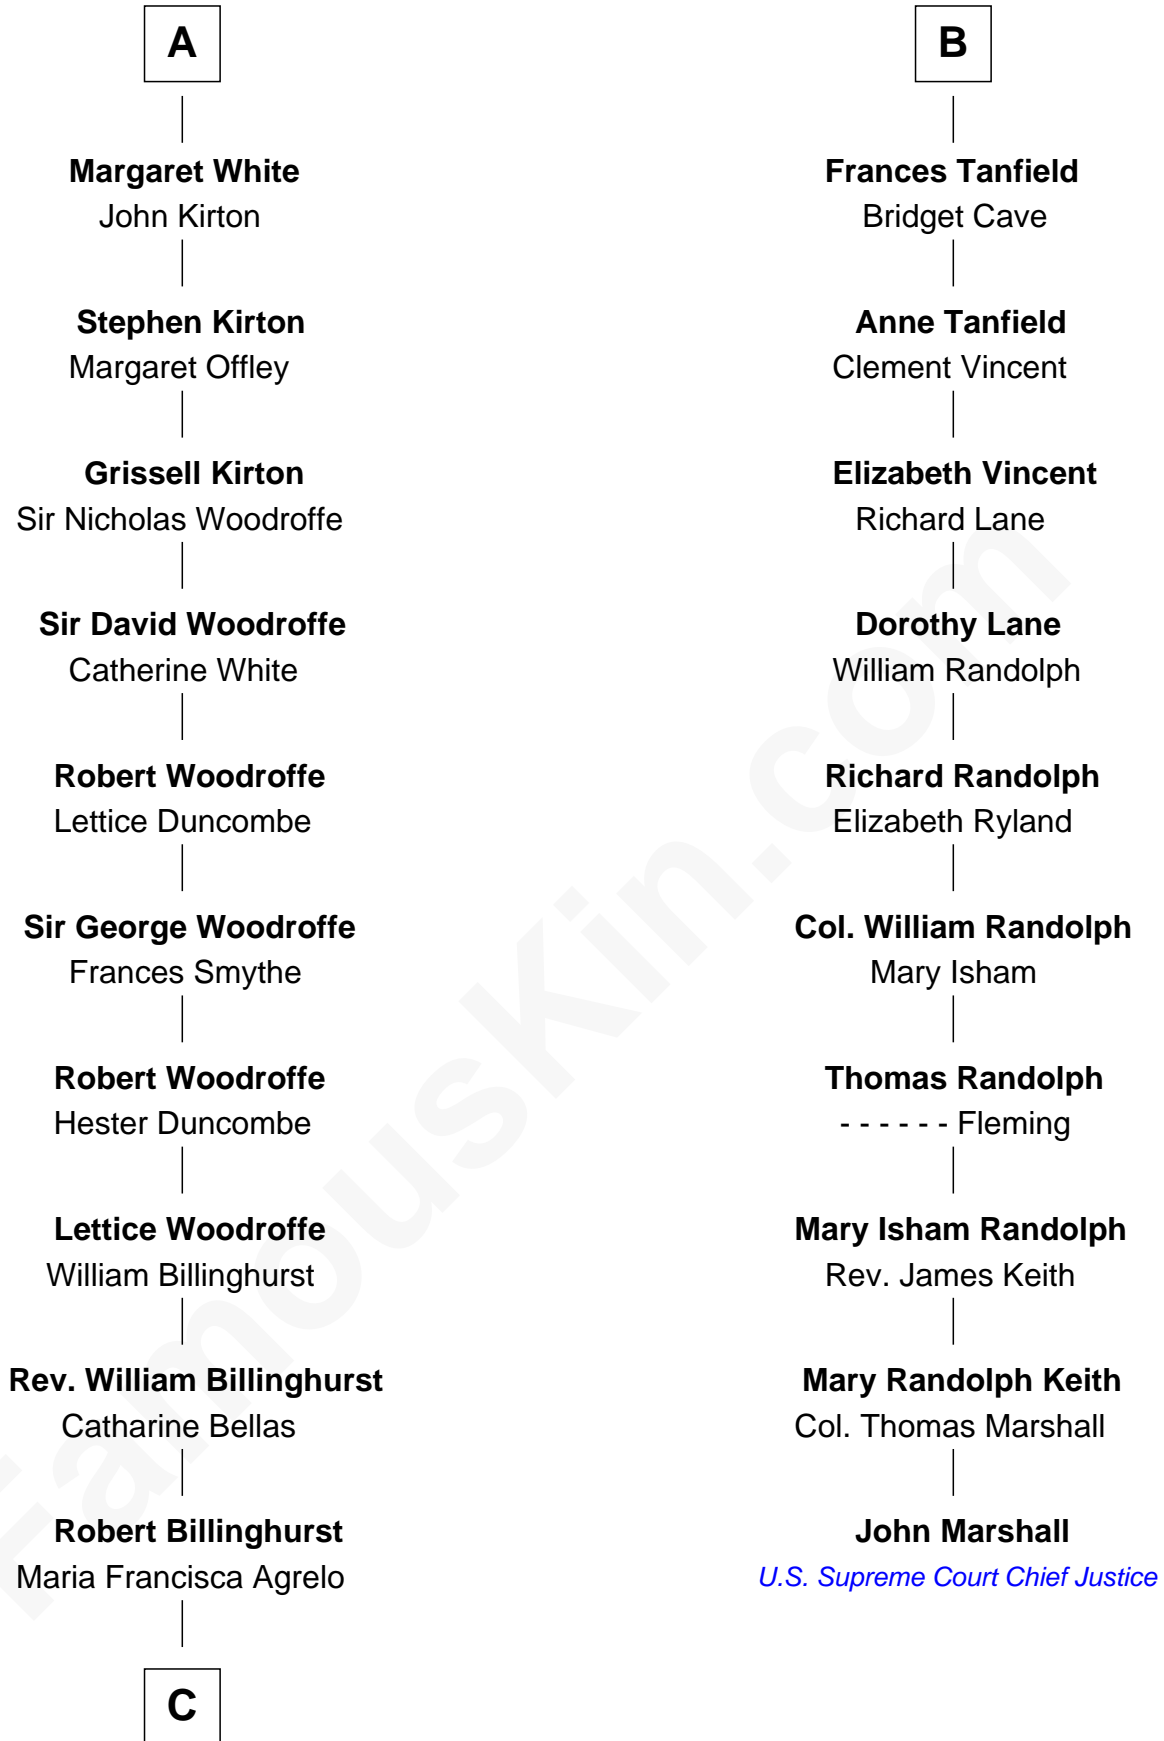 A
Margaret White
John Kirton
Stephen Kirton
Margaret Offley
Grissell Kirton
Sir Nicholas Woodroffe
Sir David Woodroffe
Catherine White
Robert Woodroffe
Lettice Duncombe
Sir George Woodroffe
Frances Smythe
Robert Woodroffe
Hester Duncombe
Lettice Woodroffe
William Billinghurst
Rev. William Billinghurst
Catharine Bellas
Robert Billinghurst
Maria Francisca Agrelo
C
B
Frances Tanfield
Bridget Cave
Anne Tanfield
Clement Vincent
Elizabeth Vincent
Richard Lane
Dorothy Lane
William Randolph
Richard Randolph
Elizabeth Ryland
Col. William Randolph
Mary Isham
Thomas Randolph
- - - - - - Fleming
Mary Isham Randolph
Rev. James Keith
Mary Randolph Keith
Col. Thomas Marshall
John Marshall
U.S. Supreme Court Chief Justice
FamousKin.com